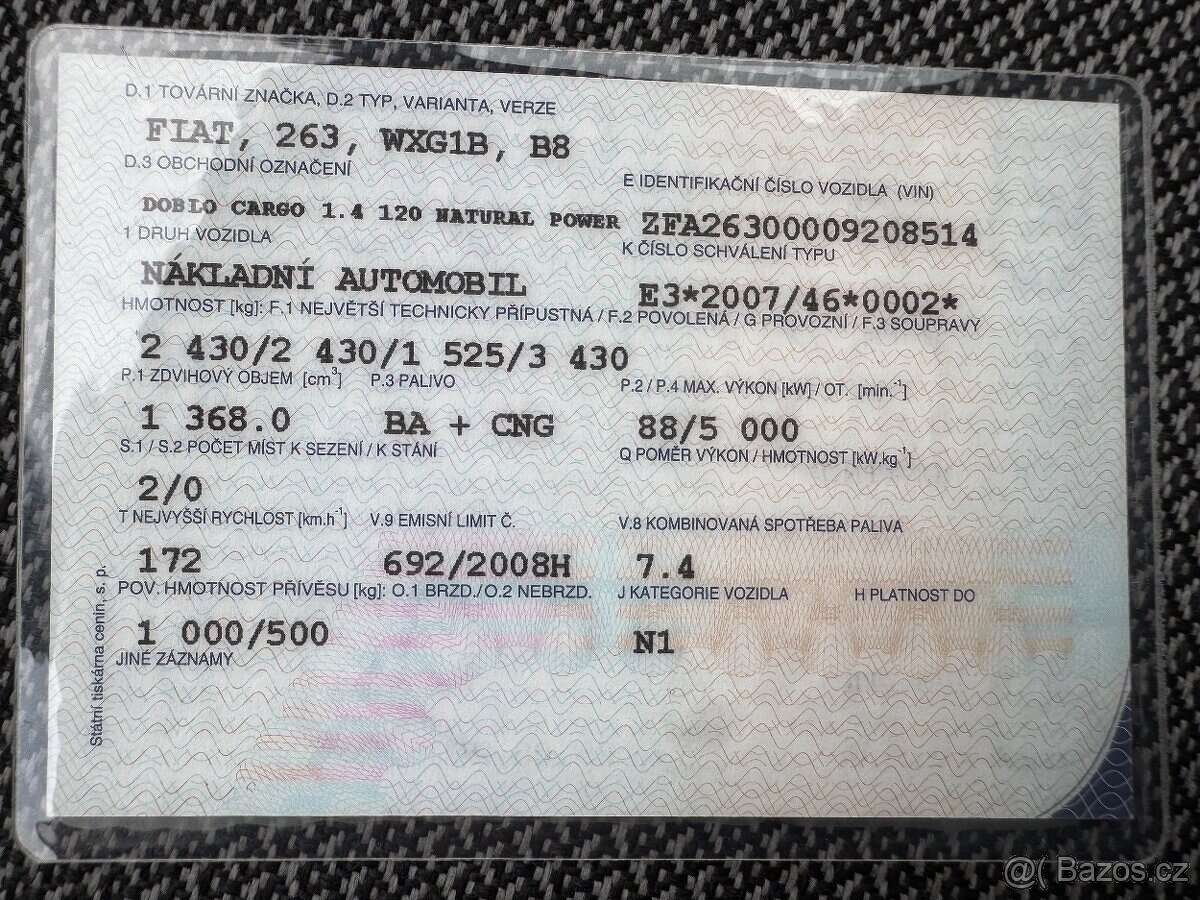 D.1 TOVÁRNÍ ZNAČKA, D.2 TYP, VARIANTA, VERZE
FIAT, 263, WXG1B, B8
D.3 OBCHODNÍ OZNAČENÍ
E IDENTIFIKAČNÍ ČÍSLO VOZIDLA (VIN)
DOBLO CARGO 1.4 120 NATURAL POWER ZFA26300009208514
1 DRUH VOZIDLA
K ČÍSLO SCHVÁLENÍ TYPU
NÁKLADNÍ AUTOMOBIL E3*2007/46*0002*
HMOTNOST [kg]: F.1 NEJVĚTŠÍ TECHNICKY PŘÍPUSTNÁ / F.2 POVOLENÁ / G PROVOZNÍ / F.3 SOUPRAVY
2 430/2 430/1 525/3 430
P.1 ZDVIHOVÝ OBJEM [cm³] P.3 PALIVO P.2 / P.4 MAX. VÝKON [kW] / OT. [min.⁻¹]
1 368.0 BA + CNG 88/5 000
S.1 / S.2 POČET MÍST K SEZENÍ / K STÁNÍ Q POMĚR VÝKON / HMOTNOST [kW.kg⁻¹]
2/0
T NEJVYŠŠÍ RYCHLOST [km.h⁻¹] V.9 EMISNÍ LIMIT Č. V.8 KOMBINOVANÁ SPOTŘEBA PALIVA
172 692/2008H 7.4
POV. HMOTNOST PŘÍVĚSU [kg]: O.1 BRZD./O.2 NEBRZD. J KATEGORIE VOZIDLA H PLATNOST DO
1 000/500 N1
JINÉ ZÁZNAMY
Státní tiskárna cenin, s. p.
@( Bazos.cz